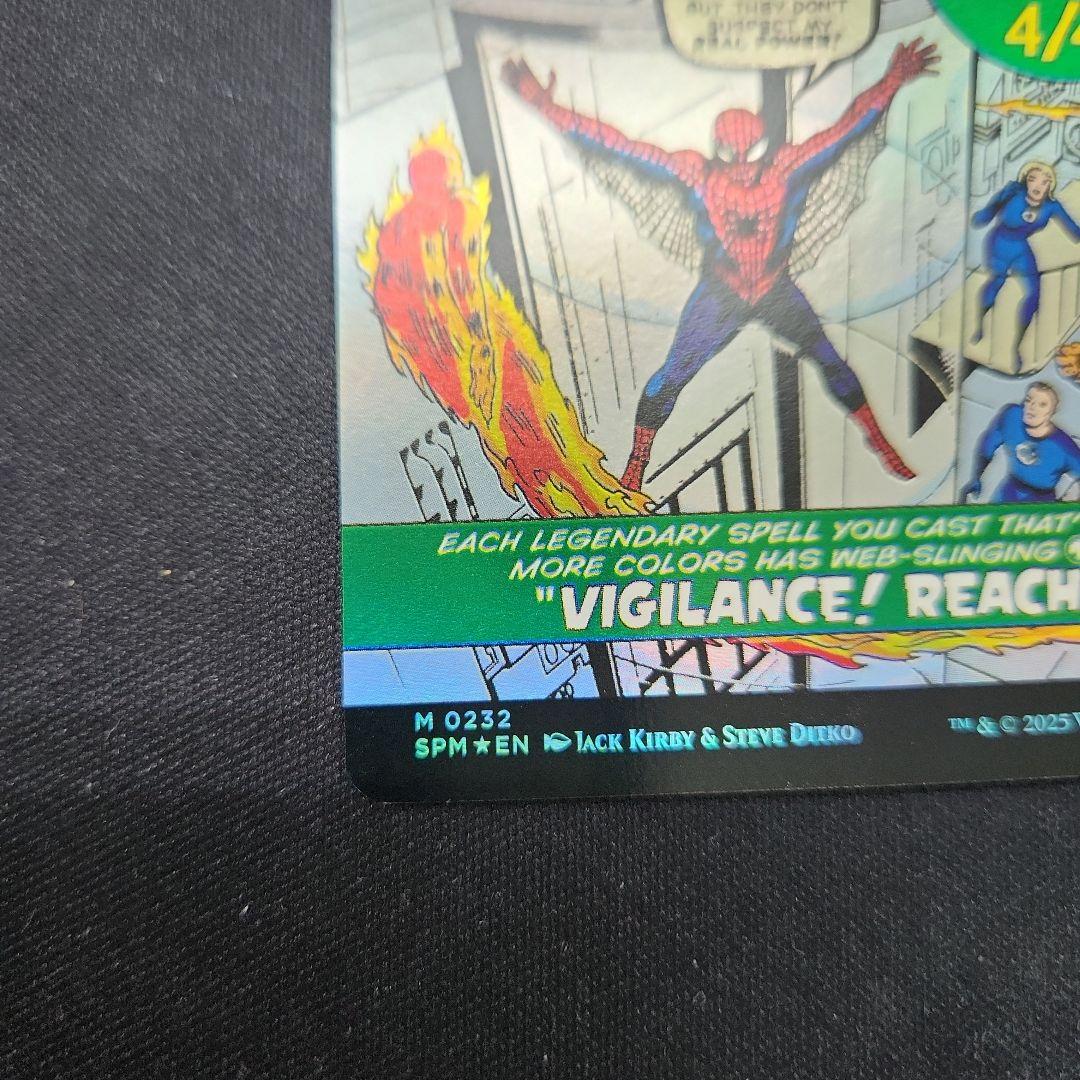 BUT THEY DON'T
SUSPECT MY
REAL POWER!
4/4
EACH LEGENDARY SPELL YOU CAST THAT'
MORE COLORS HAS WEB-SLINGING
"VIGILANCE! REACH
M 0232
SPM★EN JACK KIRBY & STEVE DITKO
™ & © 2025 W